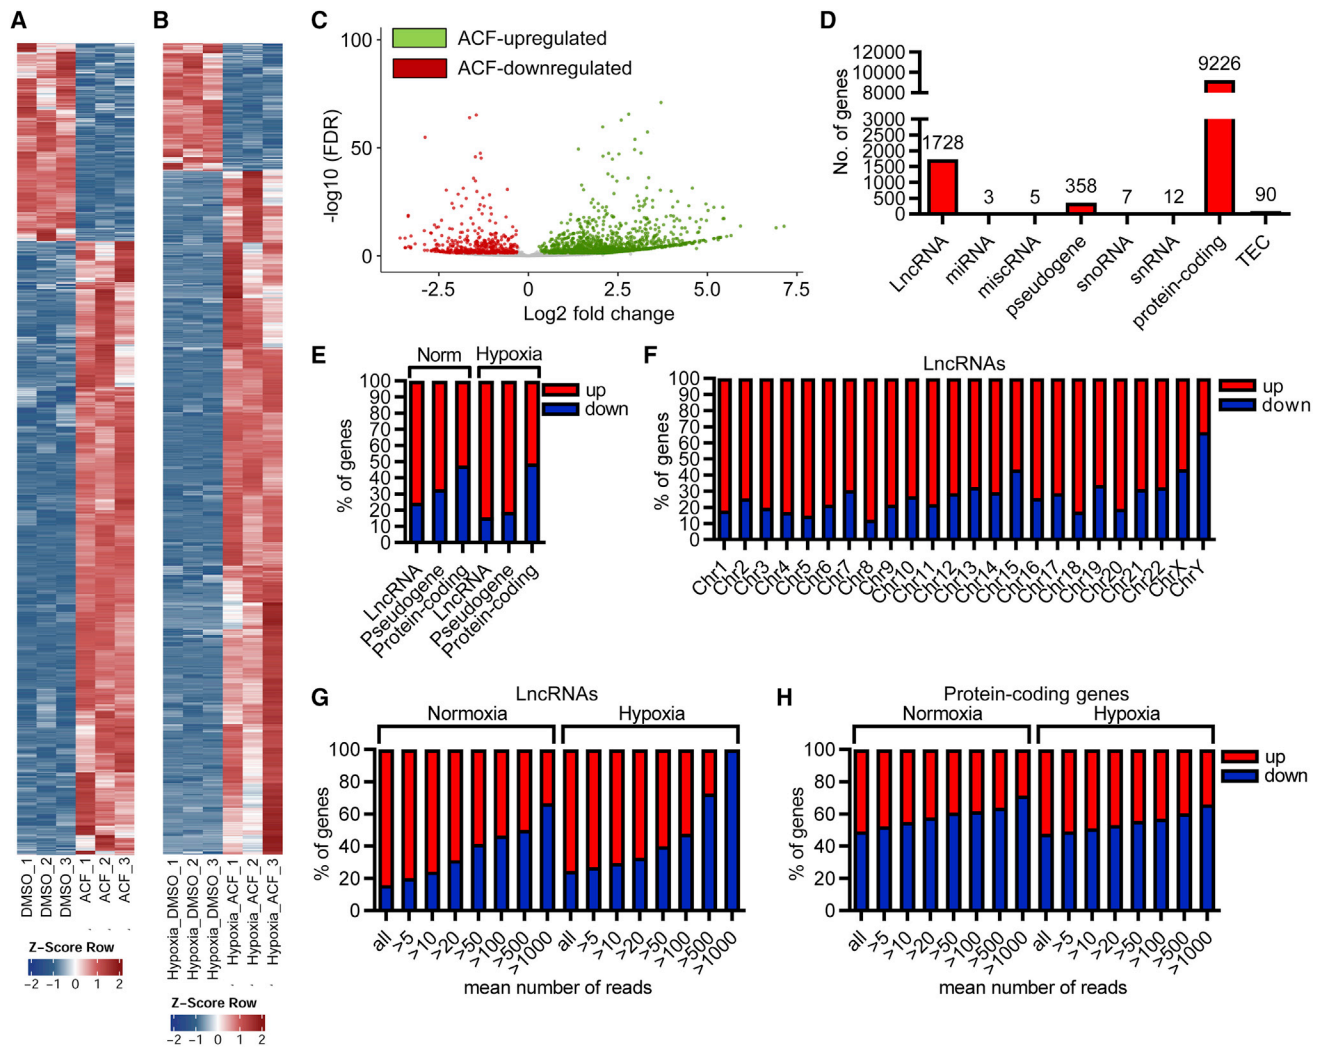 A
DMSO_1
DMSO_2
DMSO_3
ACF_1
ACF_2
ACF_3
Z-Score Row
−2 −1 0 1 2
B
Hypoxia_DMSO_1
Hypoxia_DMSO_2
Hypoxia_DMSO_3
Hypoxia_ACF_1
Hypoxia_ACF_2
Hypoxia_ACF_3
Z-Score Row
−2 −1 0 1 2
C
ACF-upregulated
ACF-downregulated
-log10 (FDR)
100
50
0
-2.5 0 2.5 5.0 7.5
Log2 fold change
D
No. of genes
12000
10000
8000
3000
2500
2000
1500
1000
500
0
1728 3 5 358 7 12 9226 90
LncRNA miRNA miscRNA pseudogene snoRNA snRNA protein-coding TEC
E
Norm Hypoxia
up
down
% of genes
100
90
80
70
60
50
40
30
20
10
0
LncRNA Pseudogene Protein-coding LncRNA Pseudogene Protein-coding
F
LncRNAs
up
down
% of genes
100
90
80
70
60
50
40
30
20
10
0
Chr1 Chr2 Chr3 Chr4 Chr5 Chr6 Chr7 Chr8 Chr9 Chr10 Chr11 Chr12 Chr13 Chr14 Chr15 Chr16 Chr17 Chr18 Chr19 Chr20 Chr21 Chr22 ChrX ChrY
G
LncRNAs
Normoxia Hypoxia
% of genes
100
80
60
40
20
0
all >5 >10 >20 >50 >100 >500 >1000 all >5 >10 >20 >50 >100 >500 >1000
mean number of reads
H
Protein-coding genes
Normoxia Hypoxia
up
down
% of genes
100
80
60
40
20
0
all >5 >10 >20 >50 >100 >500 >1000 all >5 >10 >20 >50 >100 >500 >1000
mean number of reads